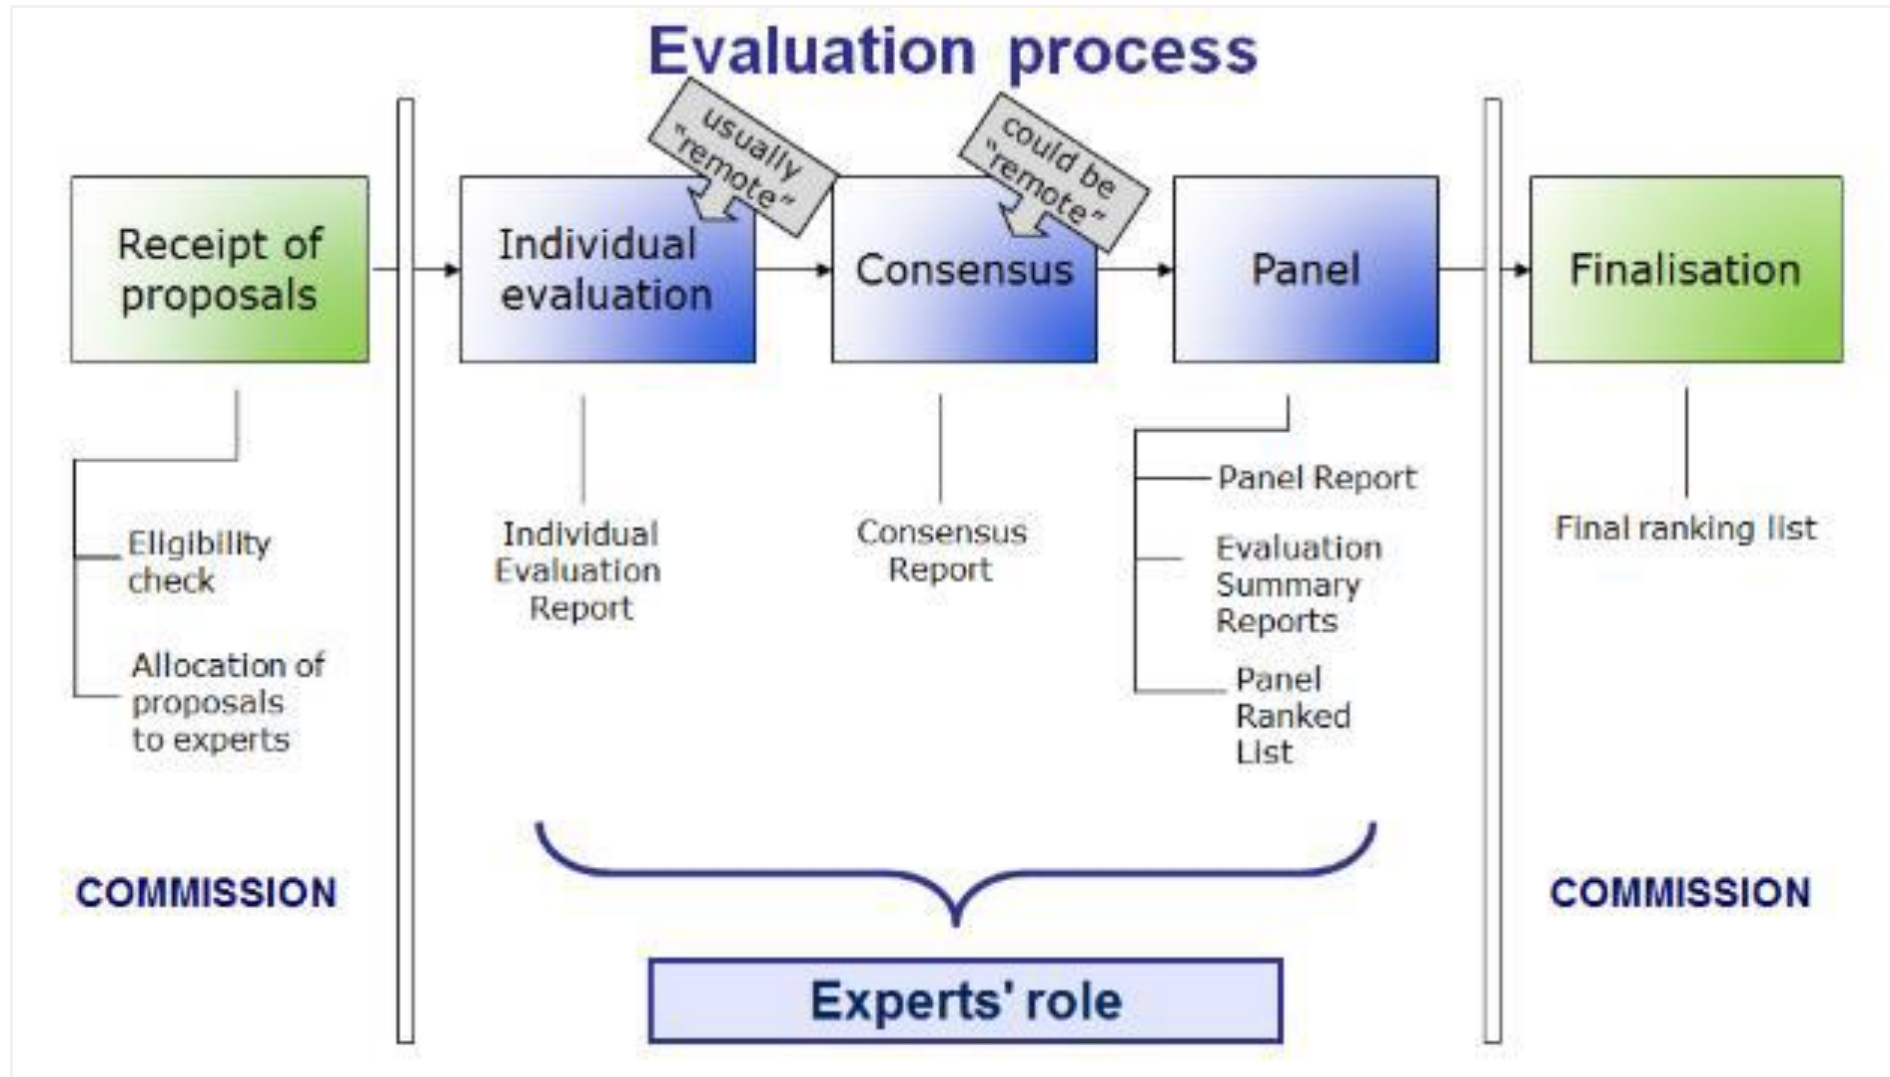 Evaluation process
usually
“remote”
could be
“remote”
Receipt of
proposals
Individual
evaluation
Consensus
Panel
Finalisation
Eligibility
check
Allocation of
proposals
to experts
Individual
Evaluation
Report
Consensus
Report
Panel Report
Evaluation
Summary
Reports
Panel
Ranked
List
Final ranking list
COMMISSION
COMMISSION
Experts' role